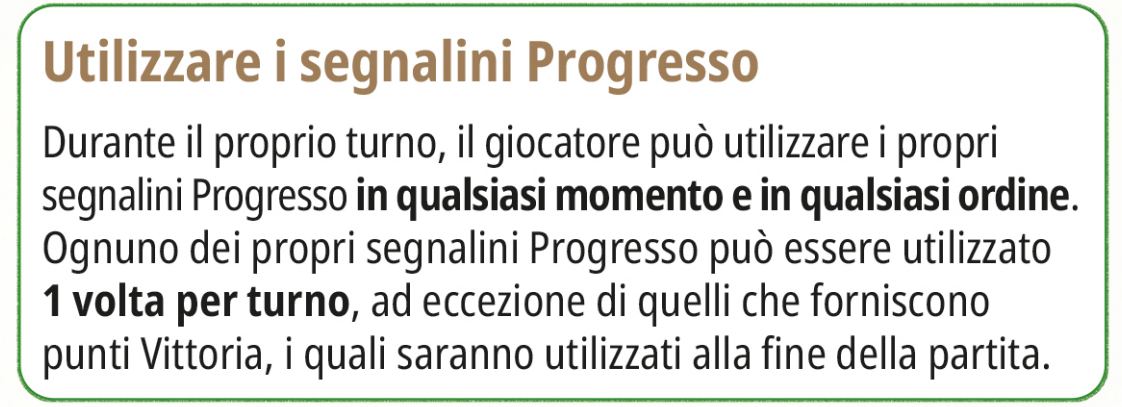 Utilizzare i segnalini Progresso
Durante il proprio turno, il giocatore può utilizzare i propri
segnalini Progresso in qualsiasi momento e in qualsiasi ordine.
Ognuno dei propri segnalini Progresso può essere utilizzato
1 volta per turno, ad eccezione di quelli che forniscono
punti Vittoria, i quali saranno utilizzati alla fine della partita.